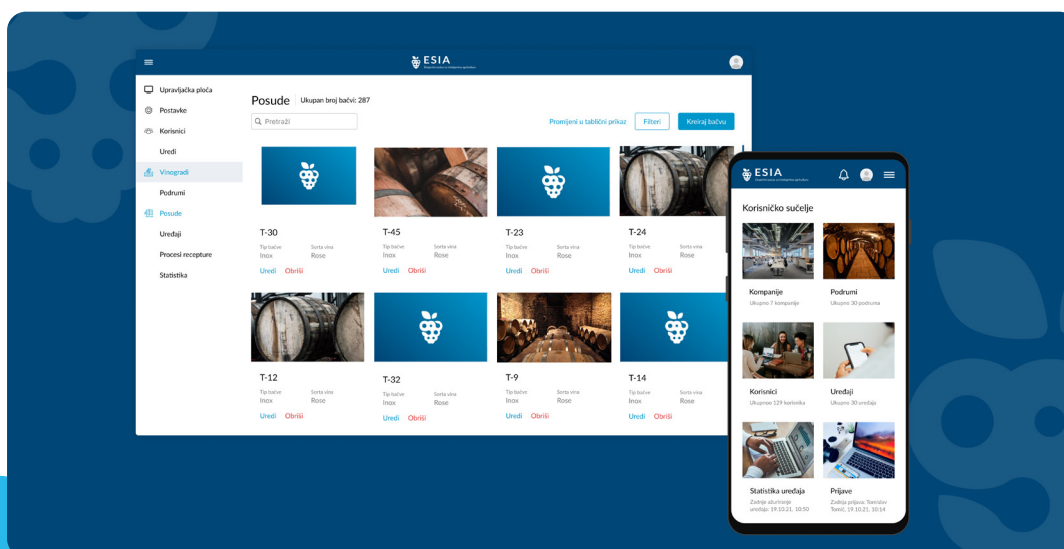 ESIA
Upravljačka ploča
Postavke
Korisnici
Uredi
Vinogradi
Podrumi
Posude
Uređaji
Procesi recepture
Statistika
Posude
Ukupan broj bačvi: 287
Pretraži
Promijeni u tablični prikaz
Filteri
Kreiraj bačvu
T-30
Tip bačve Sorta vina
Inox Rose
Uredi Obriši
T-45
Tip bačve Sorta vina
Inox Rose
Uredi Obriši
T-23
Tip bačve Sorta vina
Inox Rose
Uredi Obriši
T-24
Tip bačve Sorta vina
Inox Rose
Uredi Obriši
T-12
Tip bačve Sorta vina
Inox Rose
Uredi Obriši
T-32
Tip bačve Sorta vina
Inox Rose
Uredi Obriši
T-9
Tip bačve Sorta vina
Inox Rose
Uredi Obriši
T-14
Tip bačve Sorta vina
Inox Rose
Uredi Obriši
ESIA
Korisničko sučelje
Kompanije
Ukupno 7 kompanije
Podrumi
Ukupno 30 podruma
Korisnici
Ukupnoo 129 korisnika
Uređaji
Ukupno 30 uređaja
Statistika uređaja
Zadnje ažuriranje
uređaja: 19.10.21, 10:50
Prijave
Zadnja prijava: Tomislav
Tomić, 19.10.21, 10:14